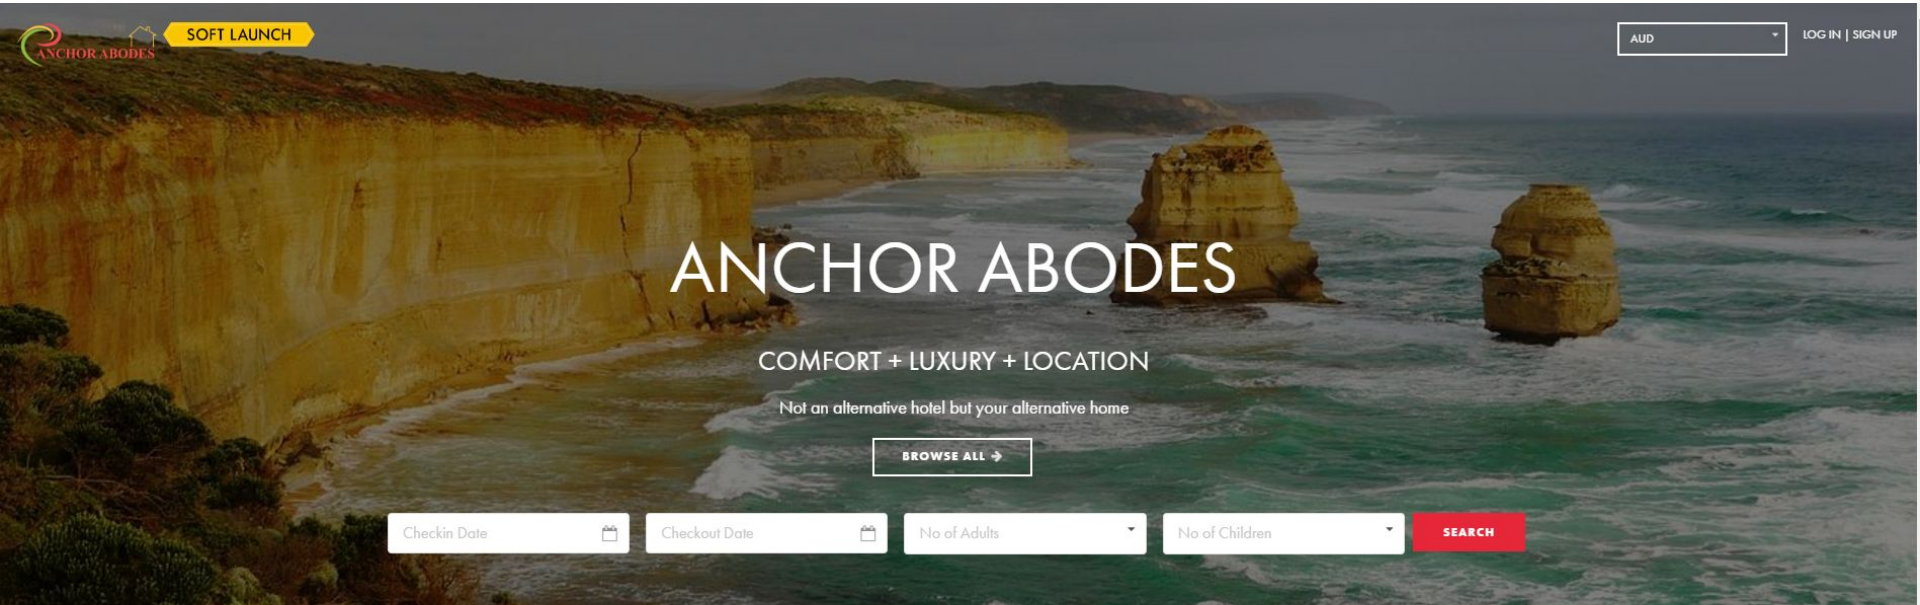 ANCHOR ABODES
SOFT LAUNCH
AUD
LOG IN | SIGN UP
ANCHOR ABODES
COMFORT + LUXURY + LOCATION
Not an alternative hotel but your alternative home
BROWSE ALL →
Checkin Date
Checkout Date
No of Adults
No of Children
SEARCH